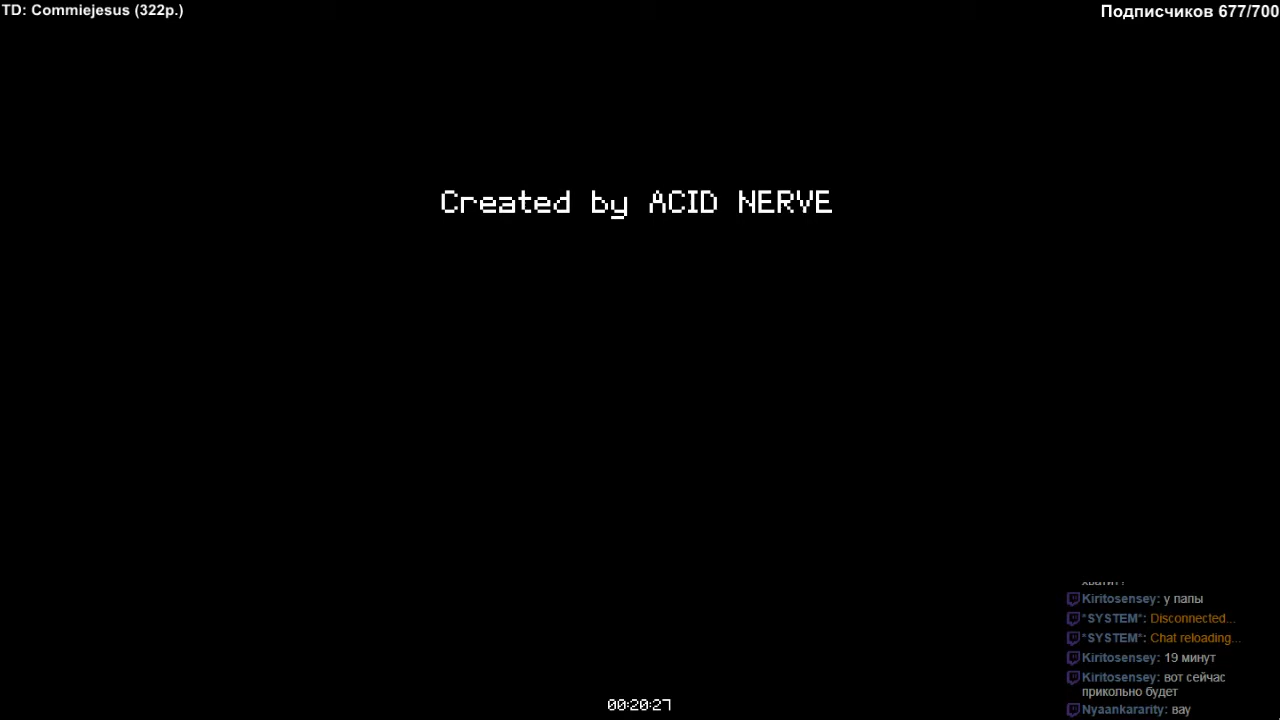 TD: Commiejesus (322р.)
Подписчиков 677/700
Created by ACID NERVE
хватит?
Kiritosensey: у папы
*SYSTEM*: Disconnected...
*SYSTEM*: Chat reloading...
Kiritosensey: 19 минут
Kiritosensey: вот сейчас
прикольно будет
Nyaankararity: вау
00:20:27